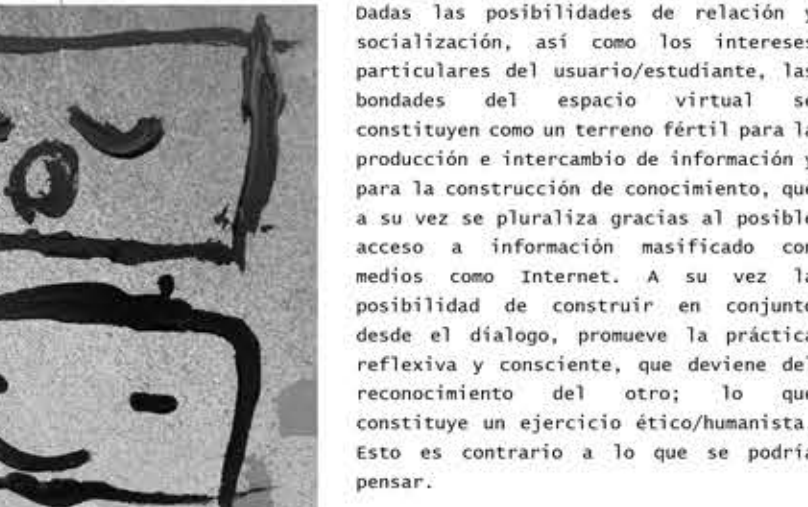 Dadas las posibilidades de relación y
socialización, así como los intereses
particulares del usuario/estudiante, las
bondades del espacio virtual se
constituyen como un terreno fértil para la
producción e intercambio de información y
para la construcción de conocimiento, que
a su vez se pluraliza gracias al posible
acceso a información masificado con
medios como Internet. A su vez la
posibilidad de construir en conjunto
desde el dialogo, promueve la práctica
reflexiva y consciente, que deviene del
reconocimiento del otro; lo que
constituye un ejercicio ético/humanista.
Esto es contrario a lo que se podría
pensar.